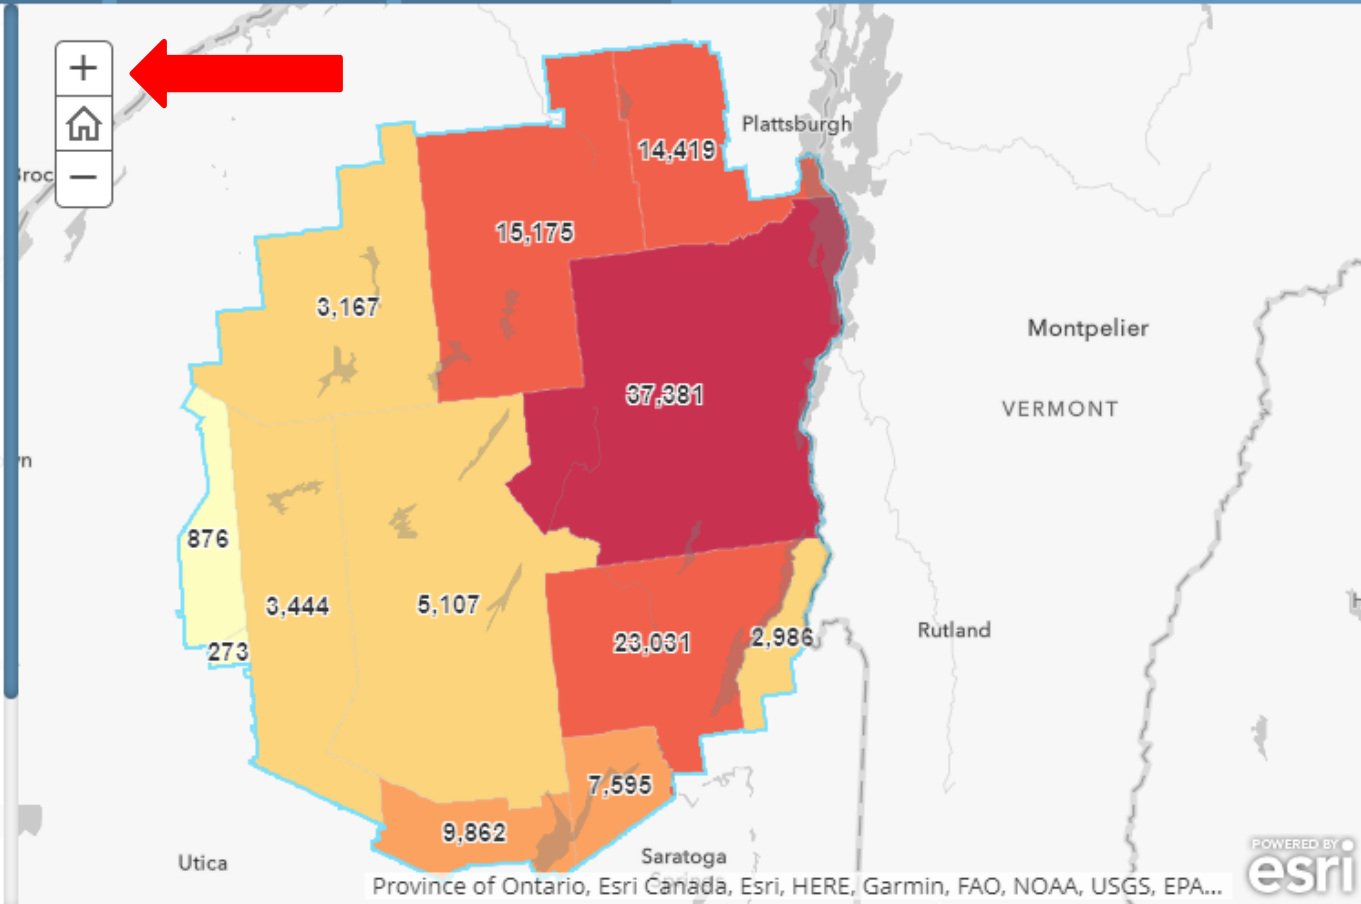 +
−
Plattsburgh
14,419
Broc
15,175
3,167
Montpelier
37,381
VERMONT
876
3,444
5,107
273
23,031
2,986
Rutland
7,595
9,862
Utica
Saratoga
Springs
POWERED BY
esri
Province of Ontario, Esri Canada, Esri, HERE, Garmin, FAO, NOAA, USGS, EPA...